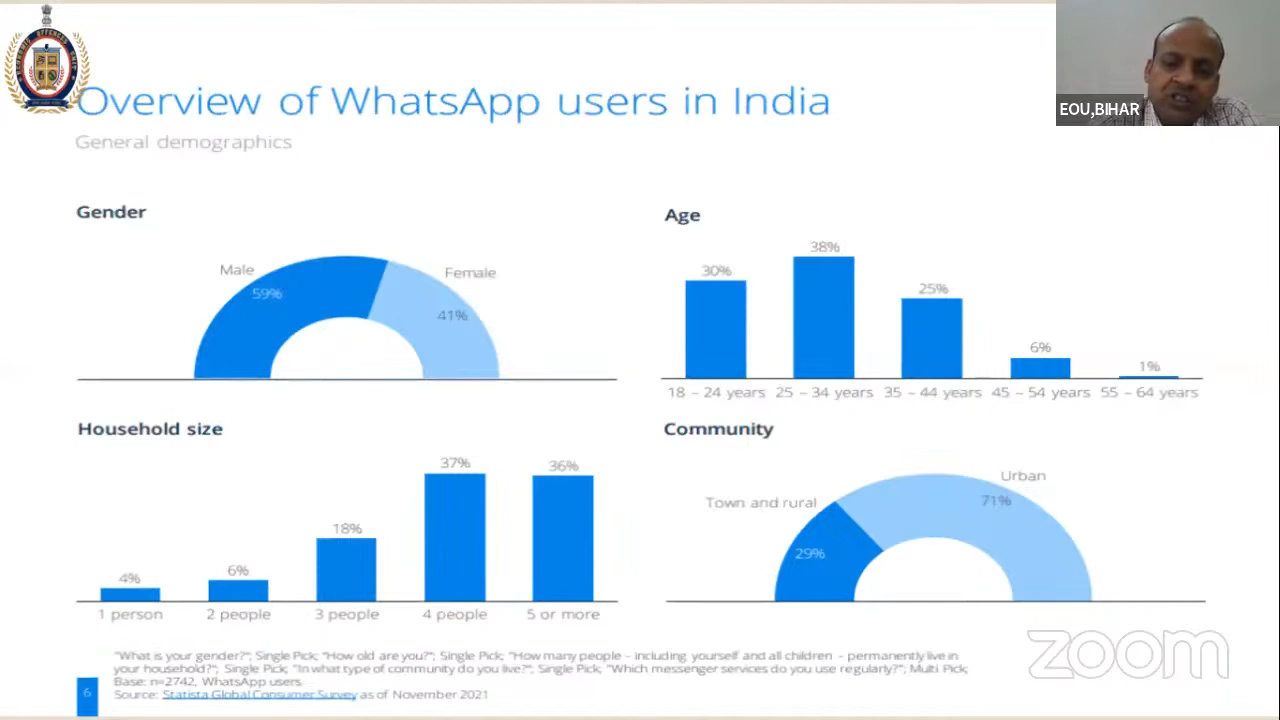 Overview of WhatsApp users in India
General demographics
EOU,BIHAR
Gender
Male
59%
Female
41%
Age
30%
38%
25%
6%
1%
18 – 24 years 25 – 34 years 35 – 44 years 45 – 54 years 55 – 64 years
Household size
4%
6%
18%
37%
36%
1 person 2 people 3 people 4 people 5 or more
Community
Town and rural
29%
Urban
71%
"What is your gender?"; Single Pick; "How old are you?"; Single Pick; "How many people – including yourself and all children – permanently live in
your household?"; Single Pick; "In what type of community do you live?"; Single Pick; "Which messenger services do you use regularly?"; Multi Pick;
Base: n=2742, WhatsApp users
6
Source: Statista Global Consumer Survey as of November 2021
zoom